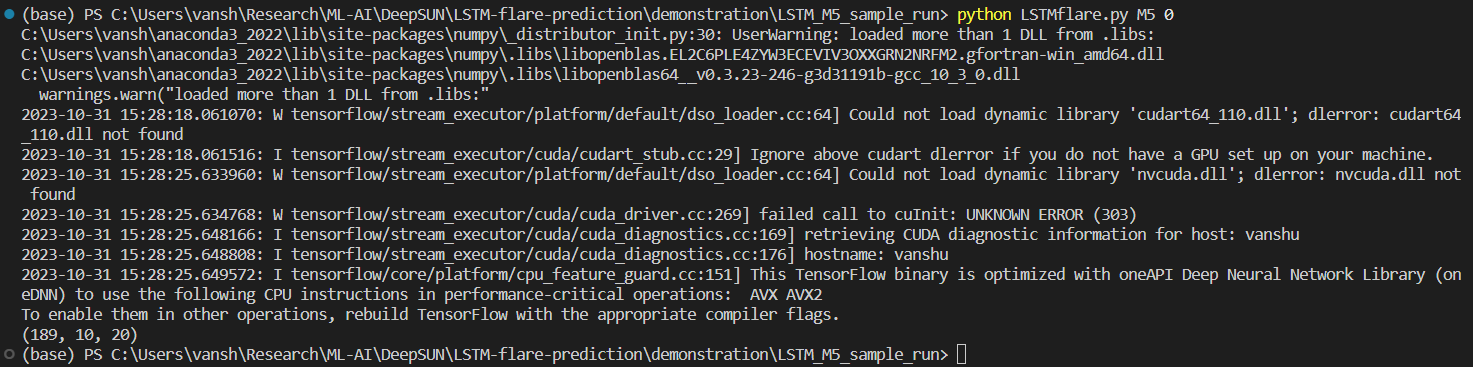 (base) PS C:\Users\vansh\Research\ML-AI\DeepSUN\LSTM-flare-prediction\demonstration\LSTM_M5_sample_run> python LSTMflare.py M5 0
C:\Users\vansh\anaconda3_2022\lib\site-packages\numpy\_distributor_init.py:30: UserWarning: loaded more than 1 DLL from .libs:
C:\Users\vansh\anaconda3_2022\lib\site-packages\numpy\.libs\libopenblas.EL2C6PLE4ZYW3ECEVIV3OXXGRN2NRFM2.gfortran-win_amd64.dll
C:\Users\vansh\anaconda3_2022\lib\site-packages\numpy\.libs\libopenblas64__v0.3.23-246-g3d31191b-gcc_10_3_0.dll
  warnings.warn("loaded more than 1 DLL from .libs:"
2023-10-31 15:28:18.061070: W tensorflow/stream_executor/platform/default/dso_loader.cc:64] Could not load dynamic library 'cudart64_110.dll'; dlerror: cudart64
_110.dll not found
2023-10-31 15:28:18.061516: I tensorflow/stream_executor/cuda/cudart_stub.cc:29] Ignore above cudart dlerror if you do not have a GPU set up on your machine.
2023-10-31 15:28:25.633960: W tensorflow/stream_executor/platform/default/dso_loader.cc:64] Could not load dynamic library 'nvcuda.dll'; dlerror: nvcuda.dll not
 found
2023-10-31 15:28:25.634768: W tensorflow/stream_executor/cuda/cuda_driver.cc:269] failed call to cuInit: UNKNOWN ERROR (303)
2023-10-31 15:28:25.648166: I tensorflow/stream_executor/cuda/cuda_diagnostics.cc:169] retrieving CUDA diagnostic information for host: vanshu
2023-10-31 15:28:25.648808: I tensorflow/stream_executor/cuda/cuda_diagnostics.cc:176] hostname: vanshu
2023-10-31 15:28:25.649572: I tensorflow/core/platform/cpu_feature_guard.cc:151] This TensorFlow binary is optimized with oneAPI Deep Neural Network Library (on
eDNN) to use the following CPU instructions in performance-critical operations:  AVX AVX2
To enable them in other operations, rebuild TensorFlow with the appropriate compiler flags.
(189, 10, 20)
(base) PS C:\Users\vansh\Research\ML-AI\DeepSUN\LSTM-flare-prediction\demonstration\LSTM_M5_sample_run>